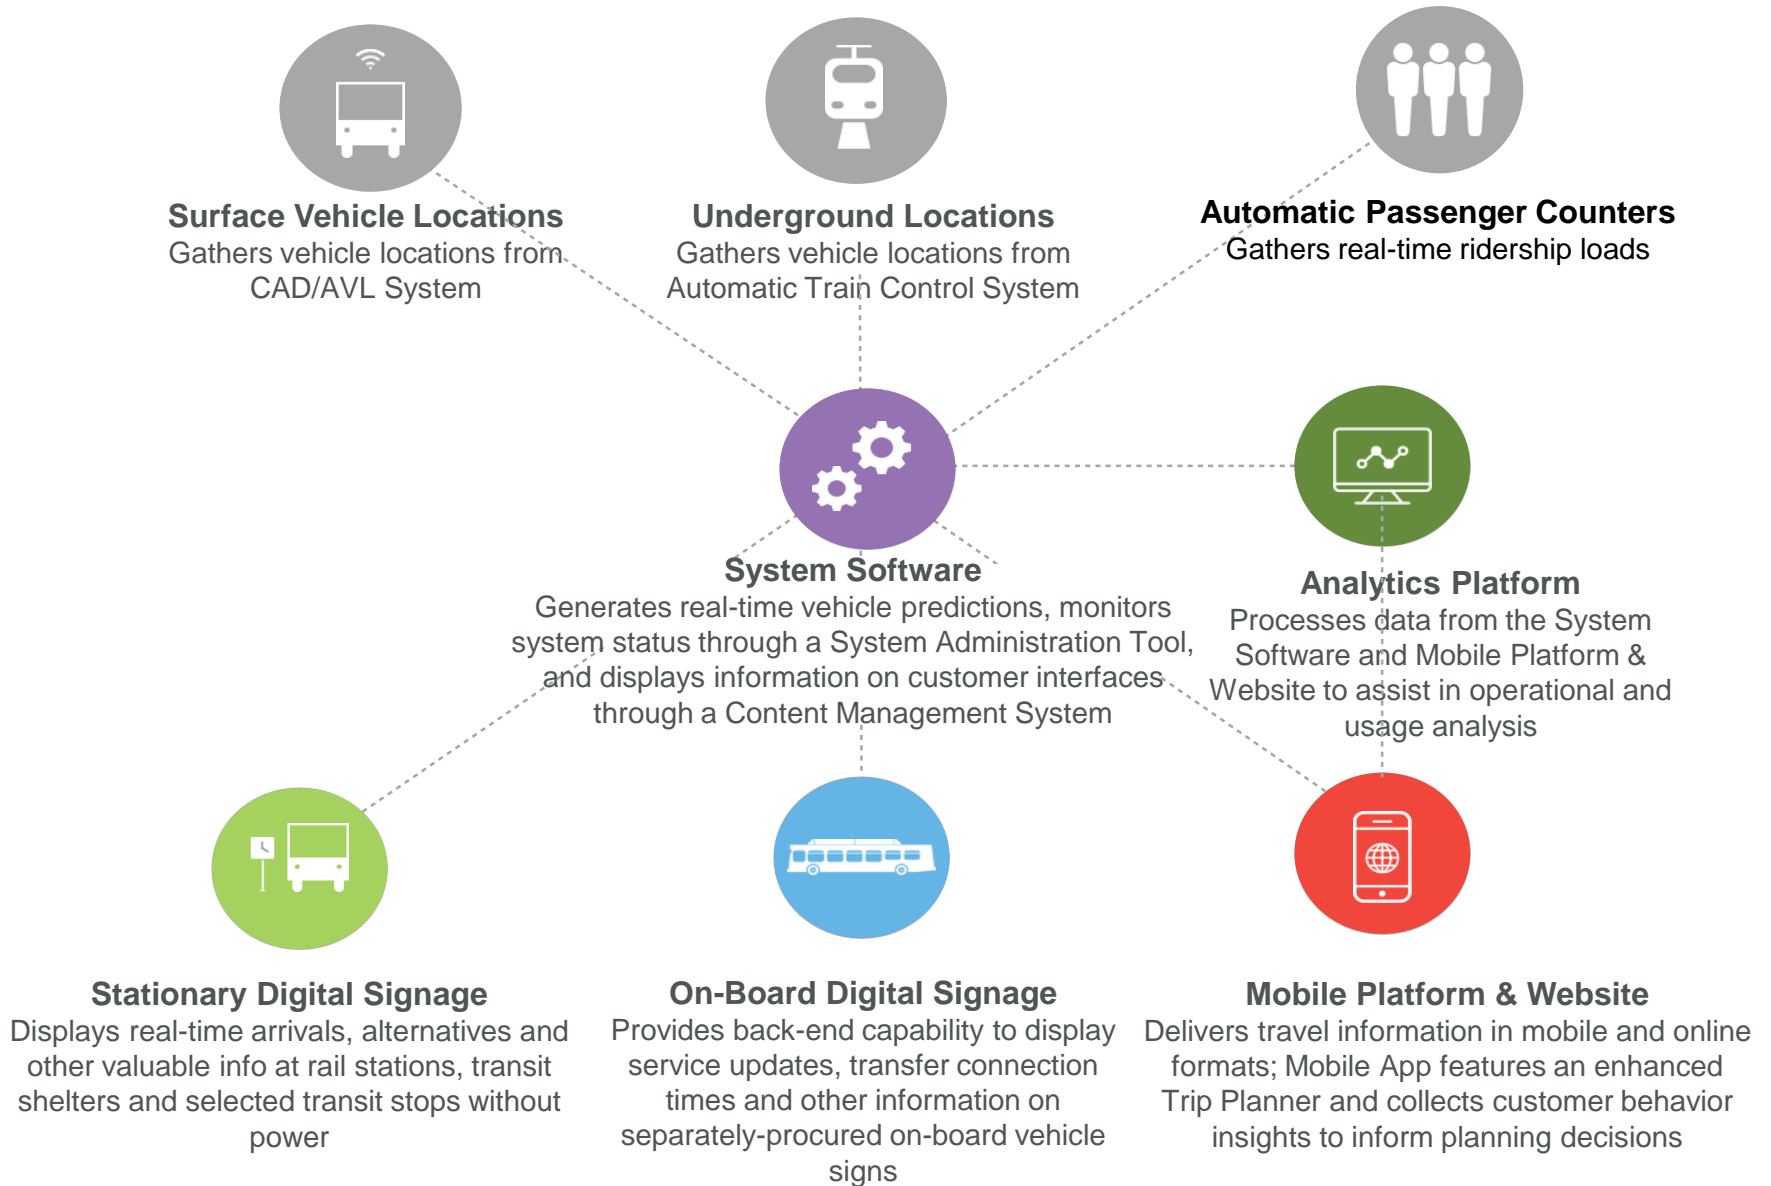 Surface Vehicle Locations
Gathers vehicle locations from
CAD/AVL System
Underground Locations
Gathers vehicle locations from
Automatic Train Control System
Automatic Passenger Counters
Gathers real-time ridership loads
System Software
Generates real-time vehicle predictions, monitors
system status through a System Administration Tool,
and displays information on customer interfaces
through a Content Management System
Analytics Platform
Processes data from the System
Software and Mobile Platform &
Website to assist in operational and
usage analysis
Stationary Digital Signage
Displays real-time arrivals, alternatives and
other valuable info at rail stations, transit
shelters and selected transit stops without
power
On-Board Digital Signage
Provides back-end capability to display
service updates, transfer connection
times and other information on
separately-procured on-board vehicle
signs
Mobile Platform & Website
Delivers travel information in mobile and online
formats; Mobile App features an enhanced
Trip Planner and collects customer behavior
insights to inform planning decisions